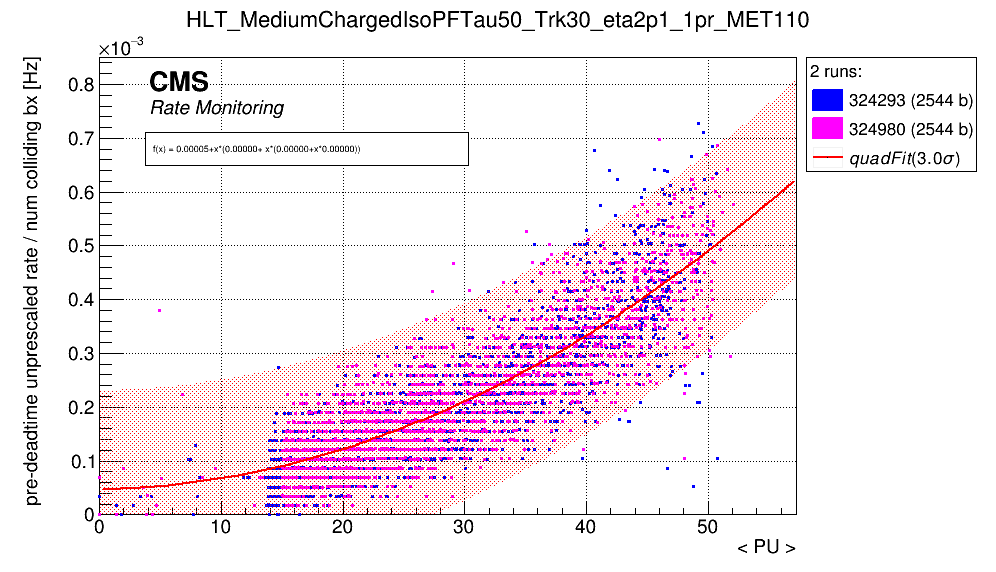 HLT_MediumChargedIsoPFTau50_Trk30_eta2p1_1pr_MET110
×10⁻³
pre-deadtime unprescaled rate / num colliding bx [Hz]
CMS
Rate Monitoring
f(x) = 0.00005+x*(0.00000+ x*(0.00000+x*0.00000))
2 runs:
324293 (2544 b)
324980 (2544 b)
quadFit(3.0σ)
0.8
0.7
0.6
0.5
0.4
0.3
0.2
0.1
0
0 10 20 30 40 50
< PU >